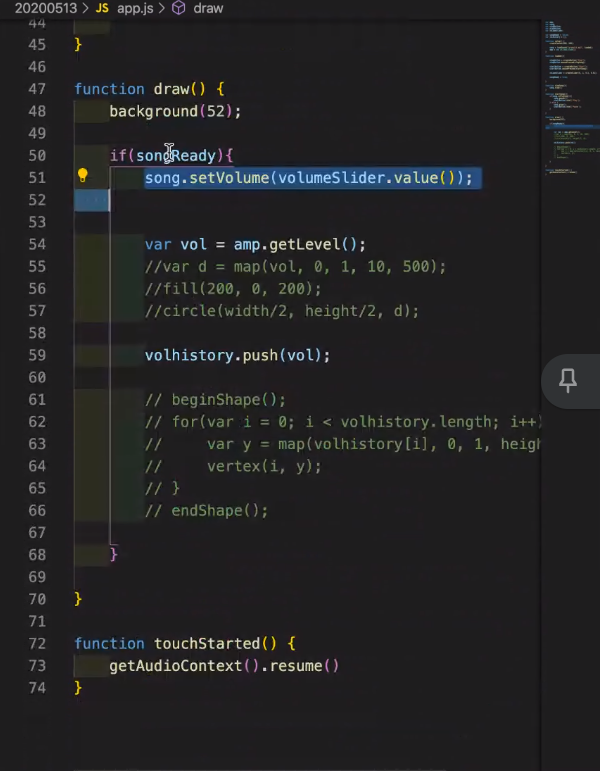 20200513 > JS app.js > draw
44
45 }
46
47 function draw() {
48 background(52);
49
50 if(songReady){
51 song.setVolume(volumeSlider.value());
52
53
54 var vol = amp.getLevel();
55 //var d = map(vol, 0, 1, 10, 500);
56 //fill(200, 0, 200);
57 //circle(width/2, height/2, d);
58
59 volhistory.push(vol);
60
61 // beginShape();
62 // for(var i = 0; i < volhistory.length; i++)
63 // var y = map(volhistory[i], 0, 1, heigh
64 // vertex(i, y);
65 // }
66 // endShape();
67
68 }
69
70 }
71
72 function touchStarted() {
73 getAudioContext().resume()
74 }